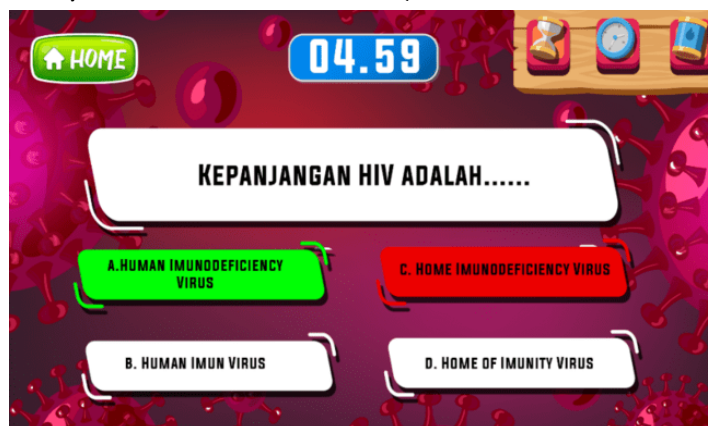 HOME
04.59
KEPANJANGAN HIV ADALAH......
A.HUMAN IMUNODEFICIENCY
VIRUS
C. HOME IMUNODEFICIENCY VIRUS
B. HUMAN IMUN VIRUS
D. HOME OF IMUNITY VIRUS